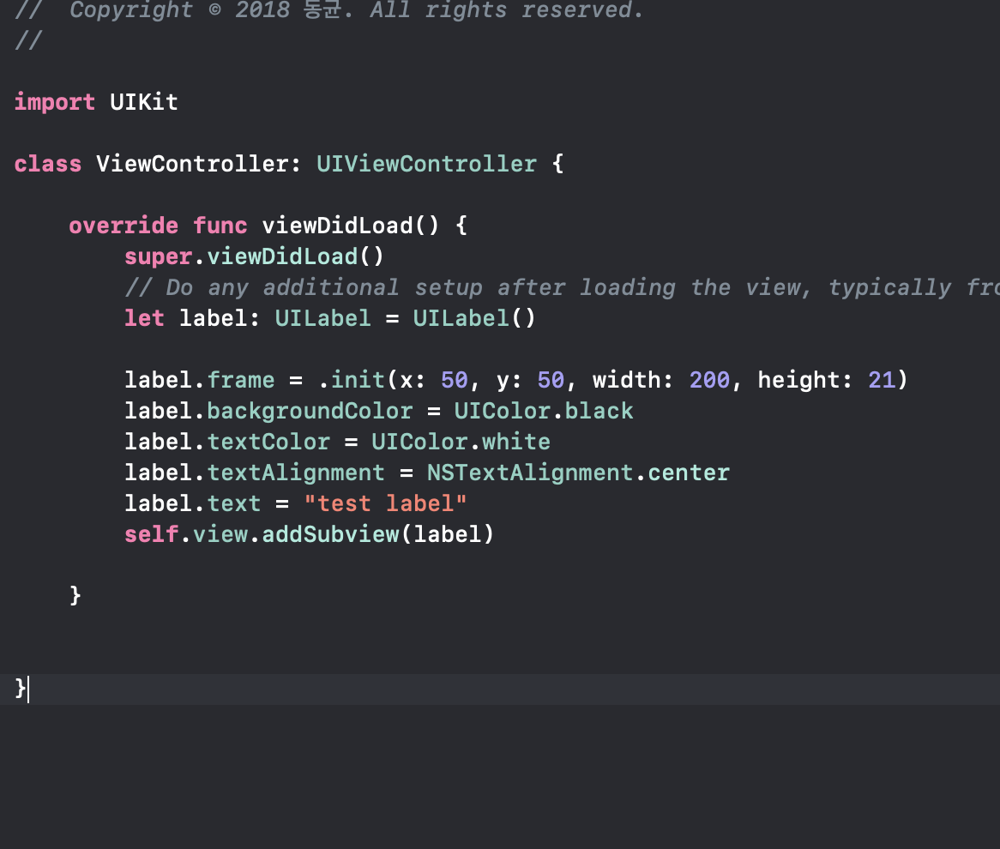 //  Copyright © 2018 동균. All rights reserved.
//
import UIKit
class ViewController: UIViewController {
override func viewDidLoad() {
super.viewDidLoad()
// Do any additional setup after loading the view, typically
let label: UILabel = UILabel()
label.frame = .init(x: 50, y: 50, width: 200, height: 21)
label.backgroundColor = UIColor.black
label.textColor = UIColor.white
label.textAlignment = NSTextAlignment.center
label.text = "test label"
self.view.addSubview(label)
}
}